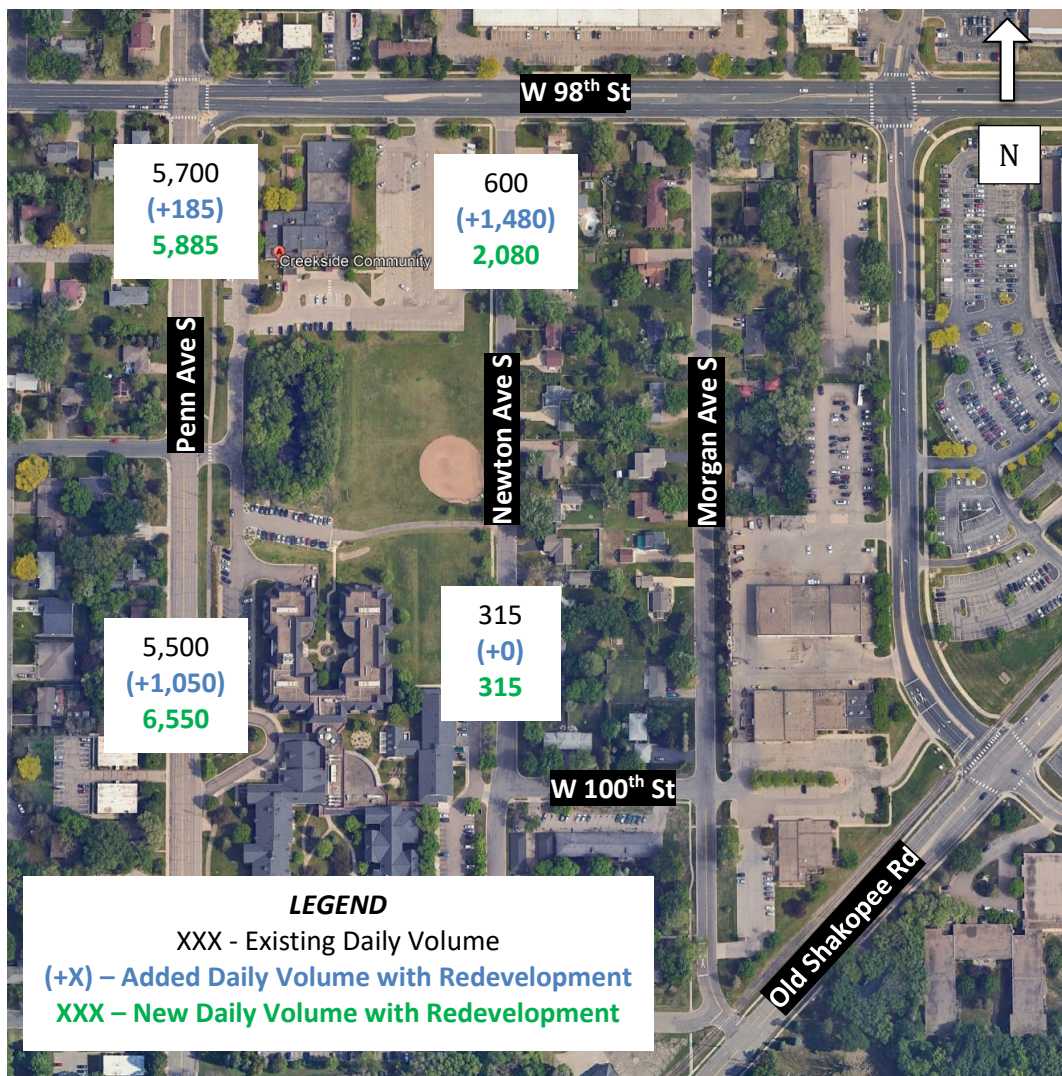 W 98th St
N
5,700
(+185)
5,885
600
(+1,480)
2,080
Creekside Community
Penn Ave S
Newton Ave S
Morgan Ave S
5,500
(+1,050)
6,550
315
(+0)
315
W 100th St
Old Shakopee Rd
LEGEND
XXX - Existing Daily Volume
(+X) – Added Daily Volume with Redevelopment
XXX – New Daily Volume with Redevelopment